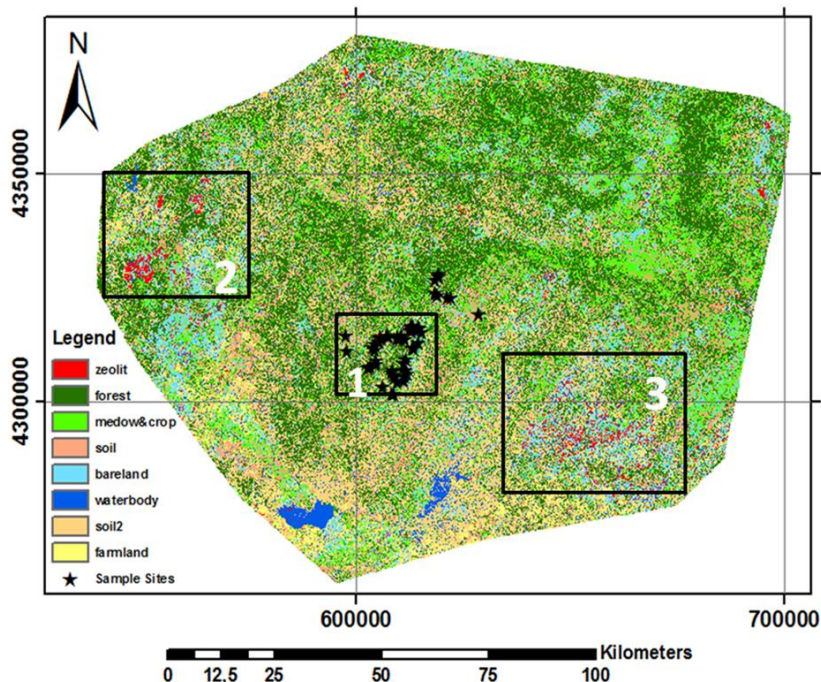 N
4350000
4300000
2
1
3
Legend
zeolit
forest
medow&crop
soil
bareland
waterbody
soil2
farmland
Sample Sites
600000 700000
Kilometers
0 12.5 25 50 75 100